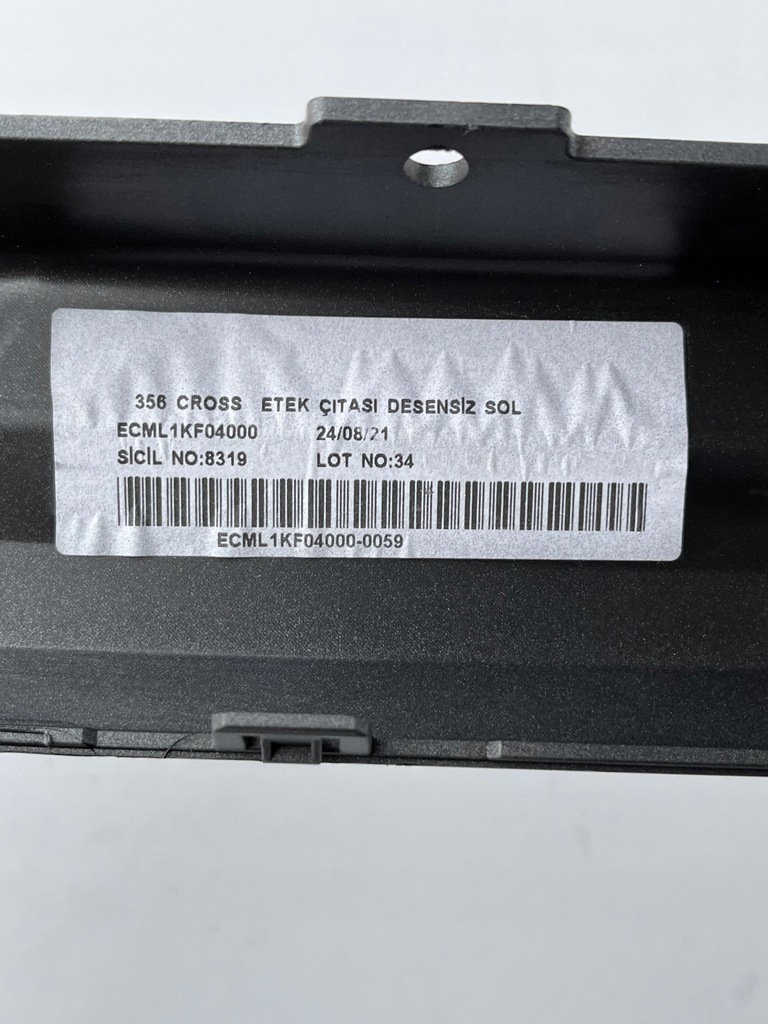 356 CROSS ETEK ÇITASI DESENSİZ SOL
ECML1KF04000 24/08/21
SİCİL NO:8319 LOT NO:34
ECML1KF04000-0059